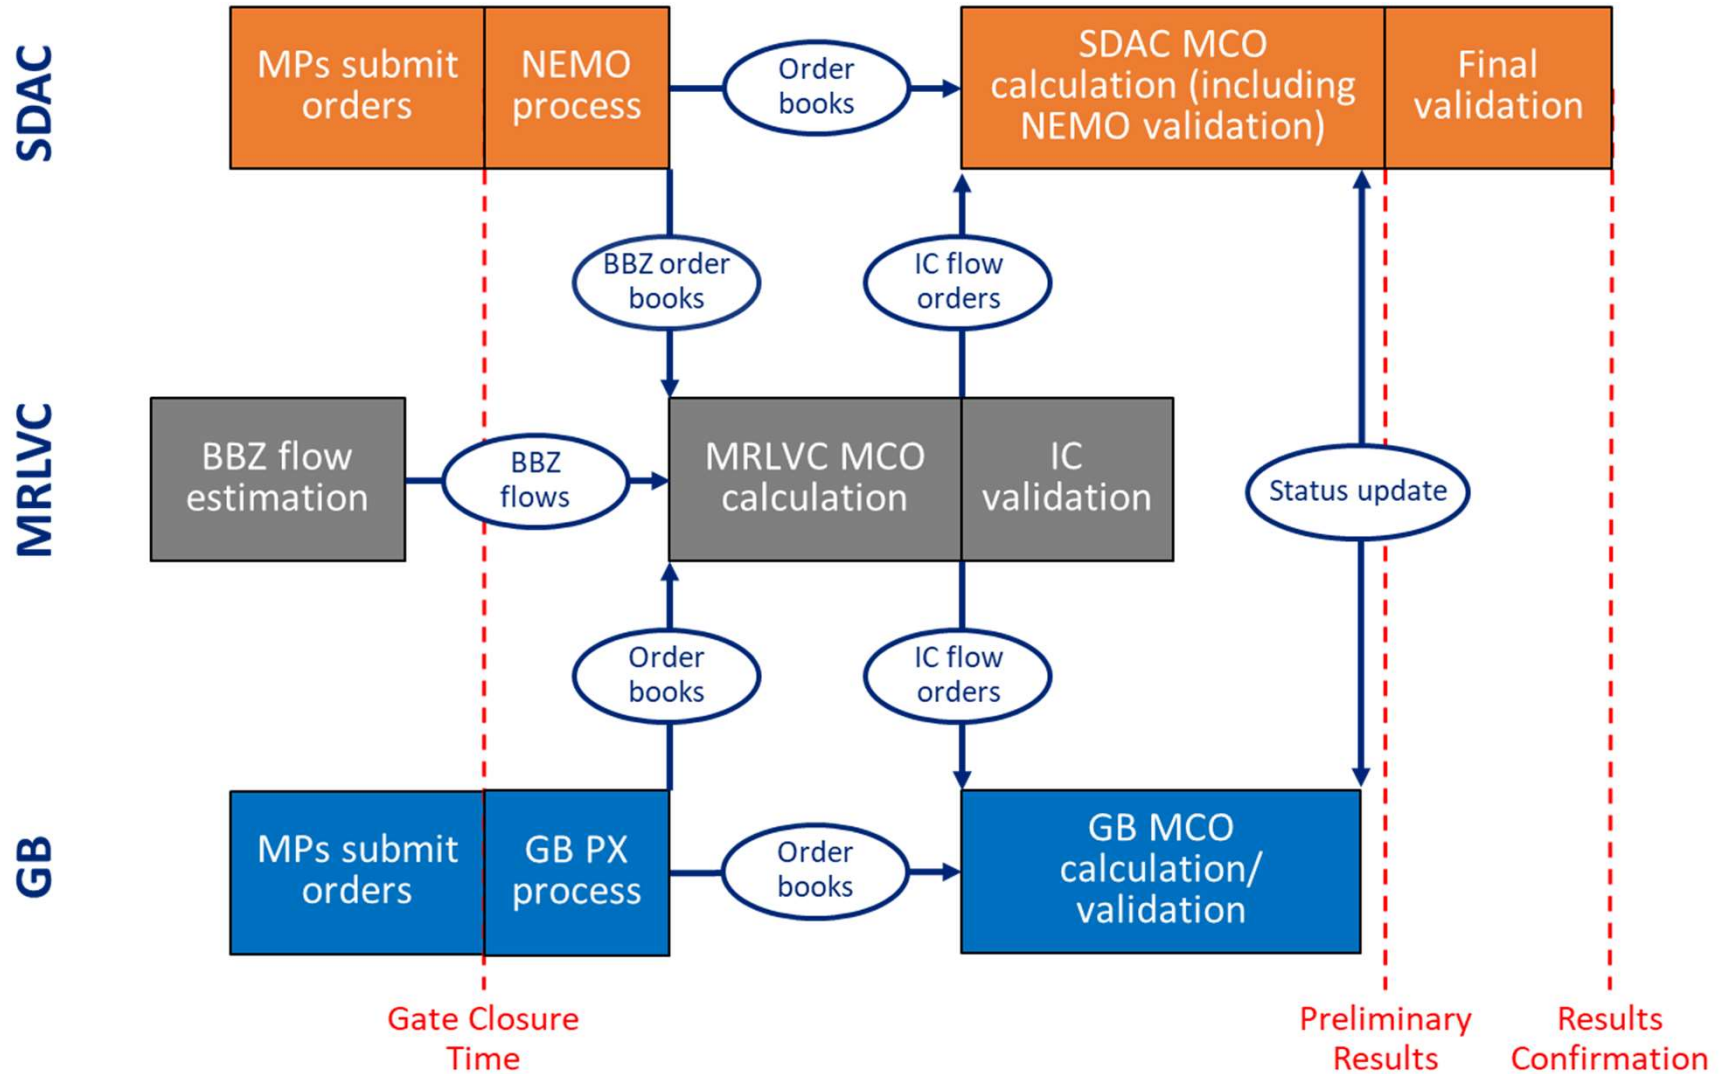 SDAC
MPs submit
orders
NEMO
process
Order
books
SDAC MCO
calculation (including
NEMO validation)
Final
validation
BBZ order
books
IC flow
orders
MRLVC
BBZ flow
estimation
BBZ
flows
MRLVC MCO
calculation
IC
validation
Status update
Order
books
IC flow
orders
GB
MPs submit
orders
GB PX
process
Order
books
GB MCO
calculation/
validation
Gate Closure
Time
Preliminary
Results
Results
Confirmation